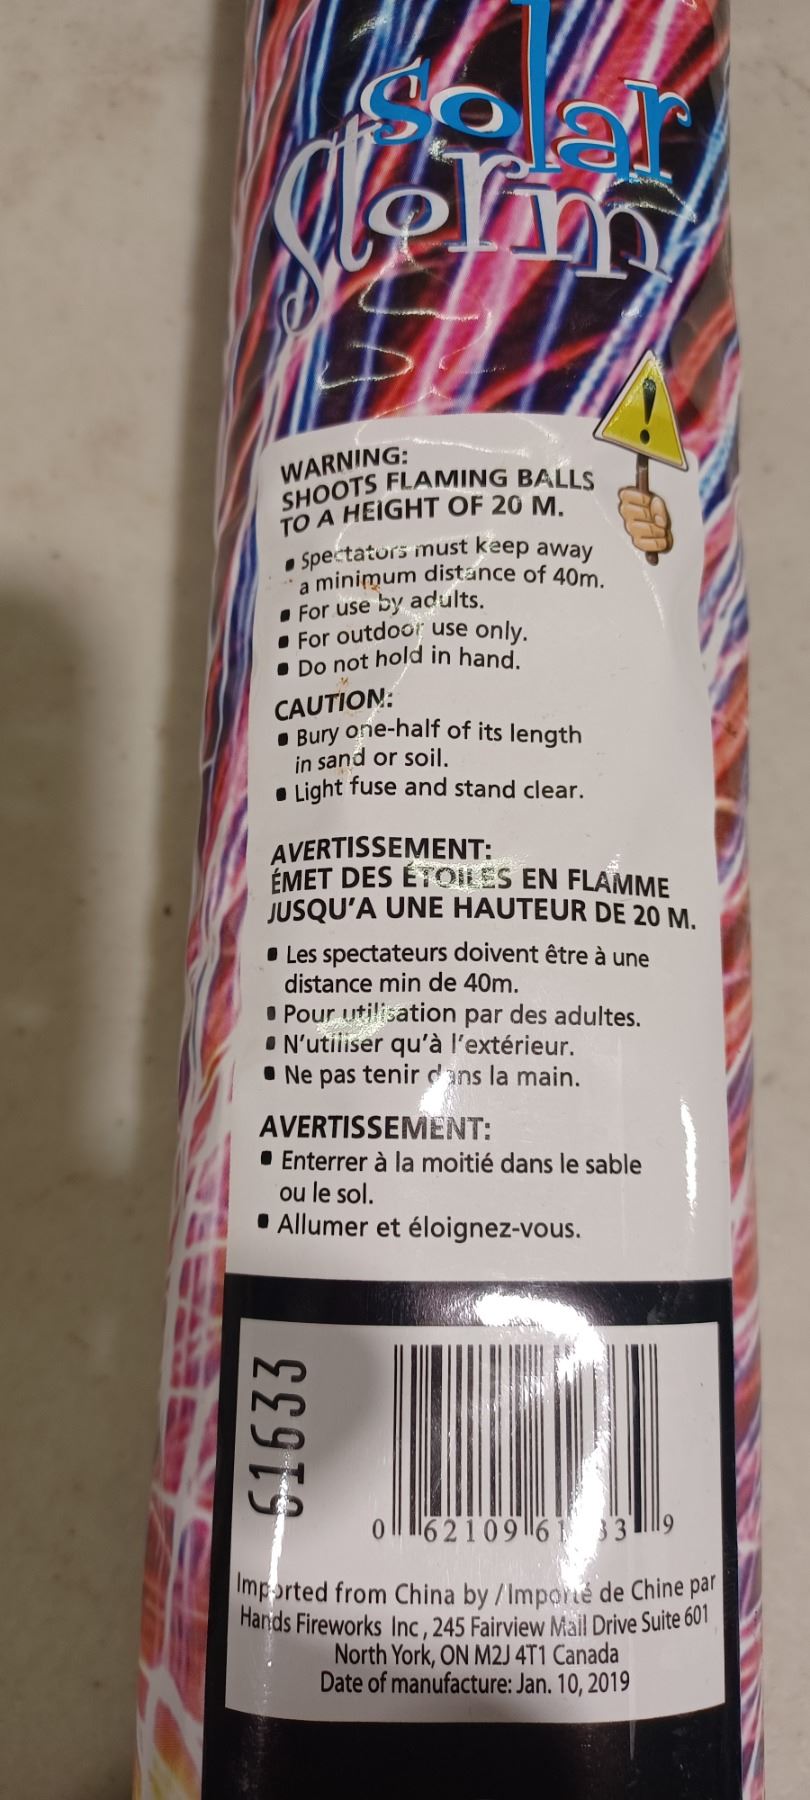 solar
Storm
WARNING:
SHOOTS FLAMING BALLS
TO A HEIGHT OF 20 M.
▪ Spectators must keep away
a minimum distance of 40m.
▪ For use by adults.
▪ For outdoor use only.
▪ Do not hold in hand.
CAUTION:
▪ Bury one-half of its length
in sand or soil.
▪ Light fuse and stand clear.
AVERTISSEMENT:
ÉMET DES ÉTOILES EN FLAMME
JUSQU'A UNE HAUTEUR DE 20 M.
▪ Les spectateurs doivent être à une
distance min de 40m.
▪ Pour utilisation par des adultes.
▪ N'utiliser qu'à l'extérieur.
▪ Ne pas tenir dans la main.
AVERTISSEMENT:
▪ Enterrer à la moitié dans le sable
ou le sol.
▪ Allumer et éloignez-vous.
61633
0 62109 61633 9
Imported from China by / Importé de Chine par
Hands Fireworks Inc, 245 Fairview Mall Drive Suite 601
North York, ON M2J 4T1 Canada
Date of manufacture: Jan. 10, 2019